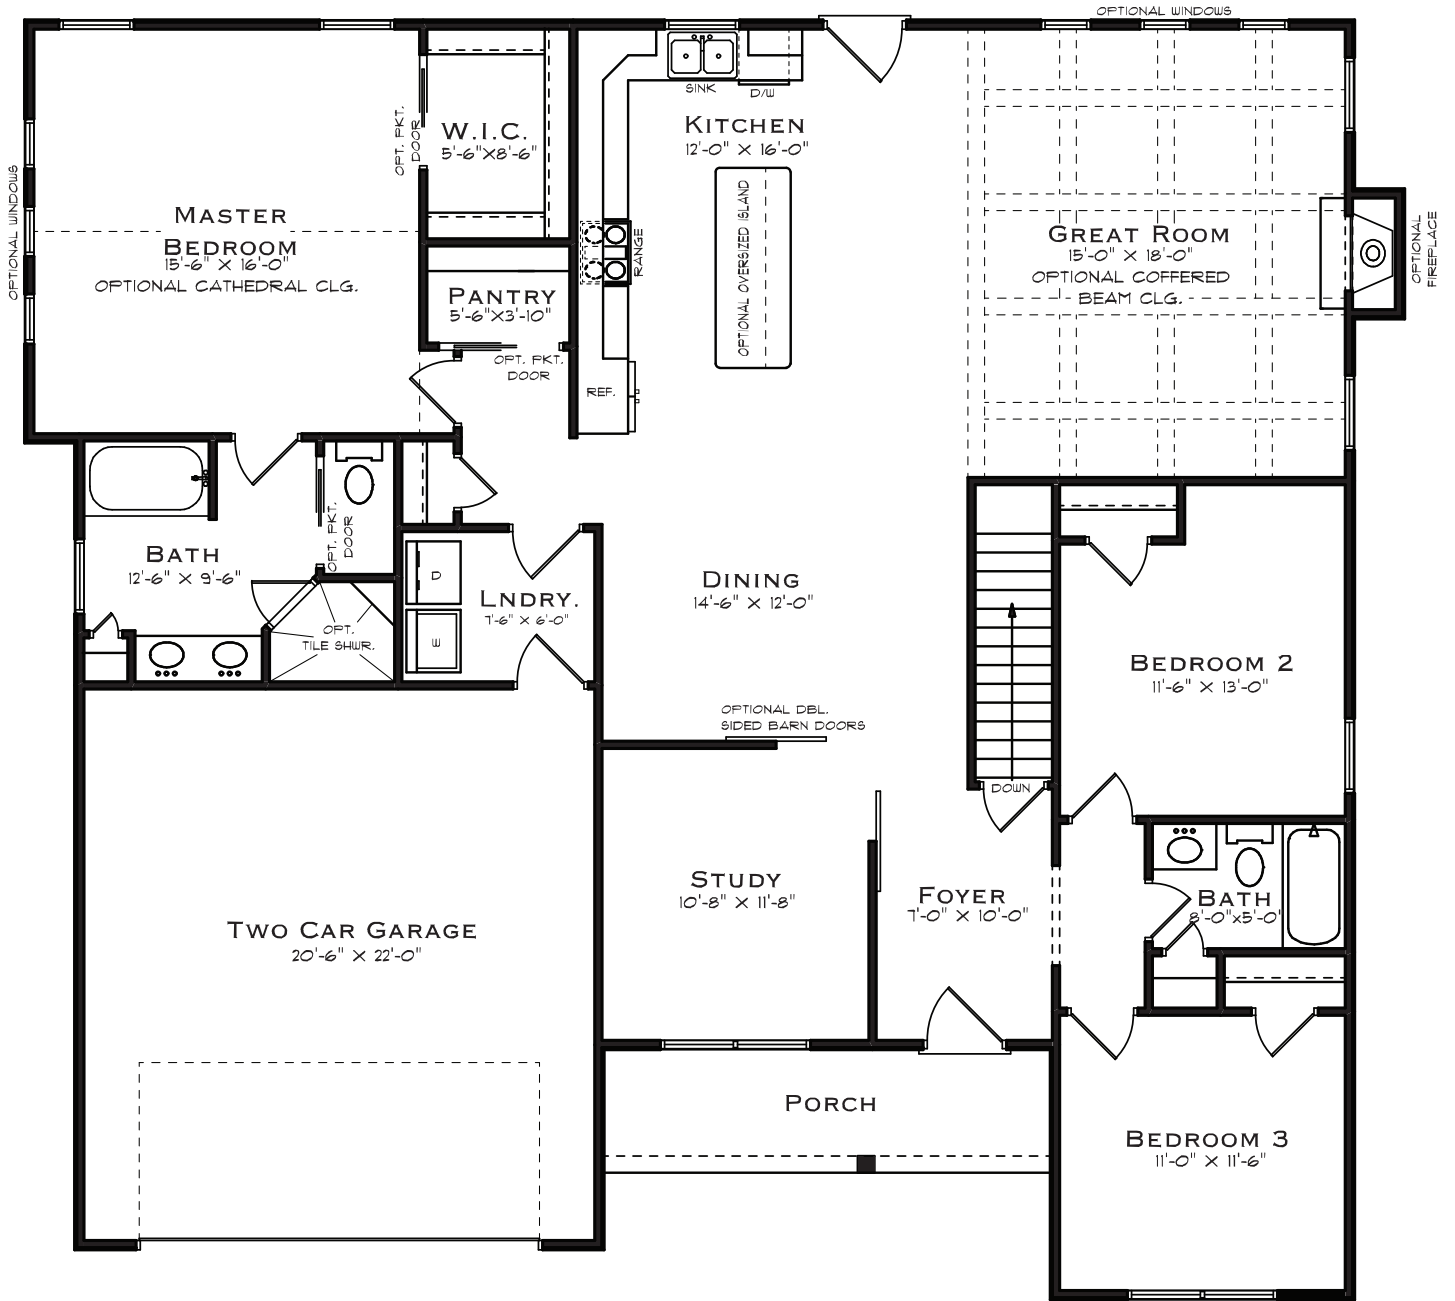 OPTIONAL WINDOWS
SINK
D/W
OPT. PKT.
DOOR
W.I.C.
5'-6"X8'-6"
KITCHEN
12'-0" X 16'-0"
OPTIONAL WINDOWS
MASTER
BEDROOM
15'-6" X 16'-0"
OPTIONAL CATHEDRAL CLG.
RANGE
OPTIONAL OVERSIZED ISLAND
GREAT ROOM
15'-0" X 18'-0"
OPTIONAL COFFERED
BEAM CLG.
OPTIONAL
FIREPLACE
PANTRY
5'-6"X3'-10"
OPT. PKT.
DOOR
REF.
OPT. PKT.
DOOR
BATH
12'-6" X 9'-6"
D
W
LNDRY.
7'-6" X 6'-0"
OPT.
TILE SHWR.
DINING
14'-6" X 12'-0"
BEDROOM 2
11'-6" X 13'-0"
OPTIONAL DBL.
SIDED BARN DOORS
DOWN
STUDY
10'-8" X 11'-8"
FOYER
7'-0" X 10'-0"
BATH
8'-0"x5'-0"
TWO CAR GARAGE
20'-6" X 22'-0"
PORCH
BEDROOM 3
11'-0" X 11'-6"